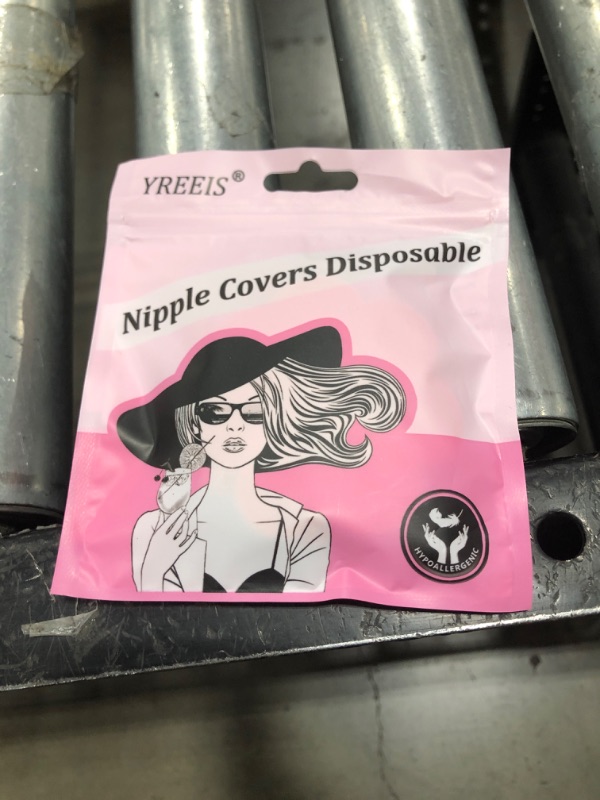 YREEIS®
Nipple Covers Disposable
HYPOALLERGENIC